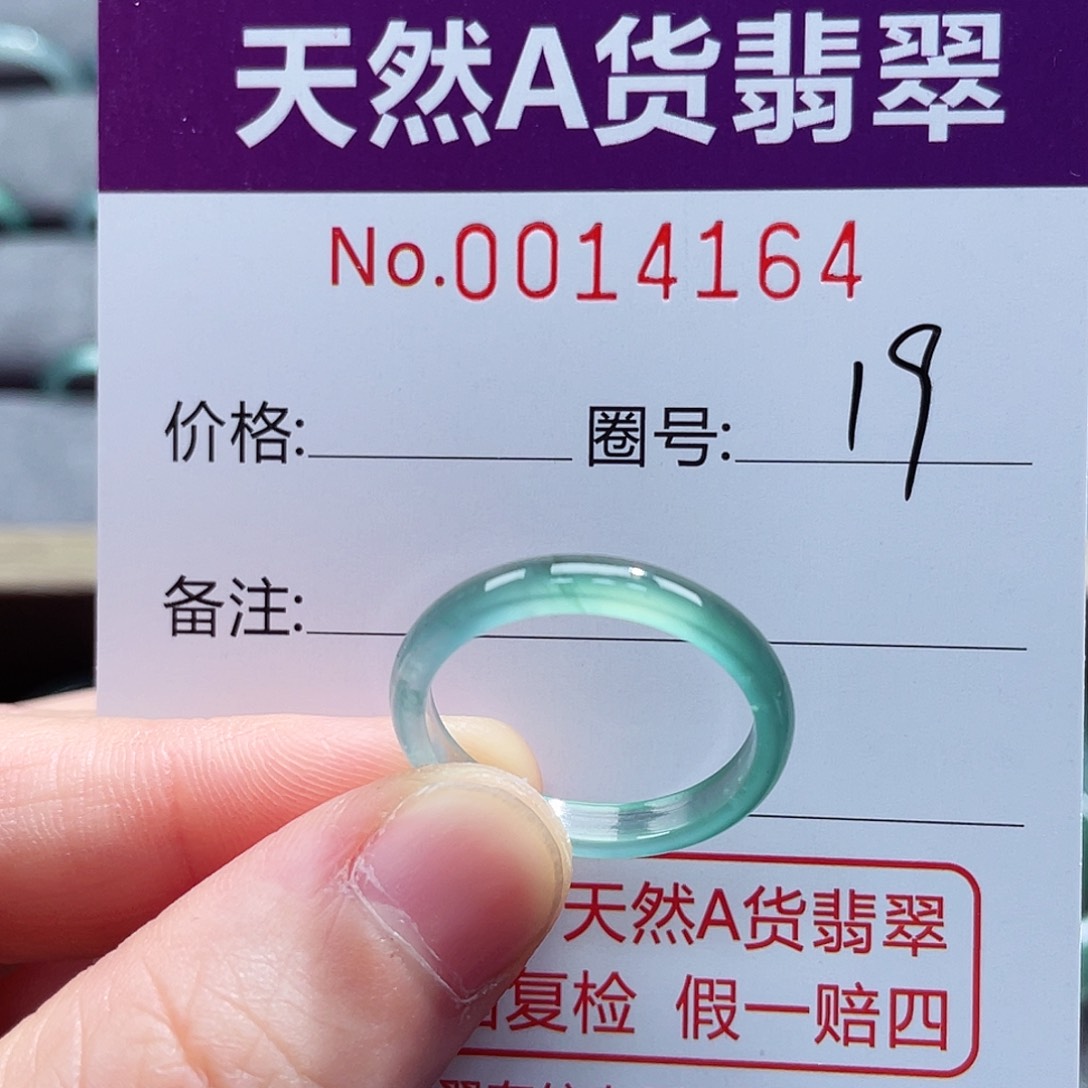 天然A货翡翠
No.0014164
价格: 圈号: 19
备注:
天然A货翡翠
复检 假一赔四